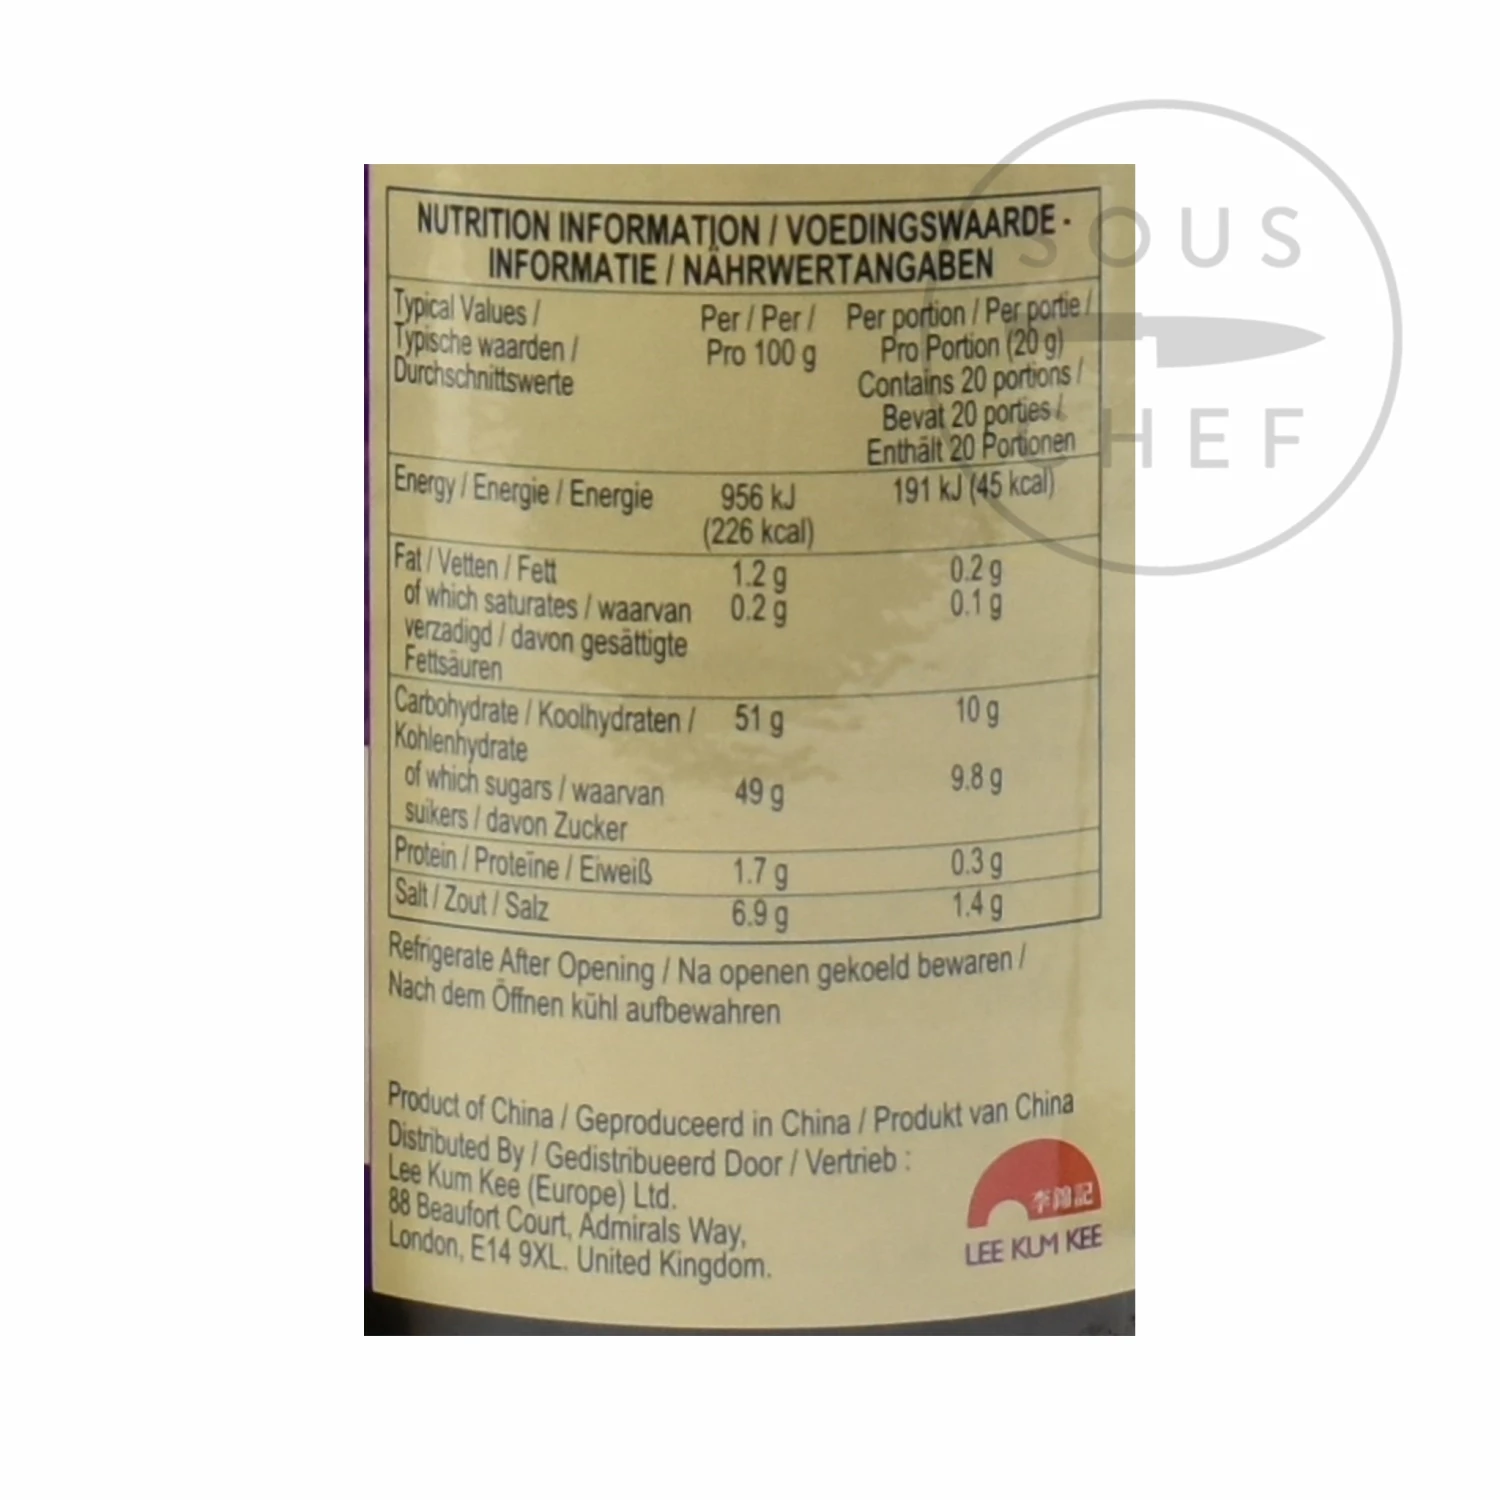 NUTRITION INFORMATION / VOEDINGSWAARDE -
INFORMATIE / NÄHRWERTANGABEN
Typical Values /
Typische waarden /
Durchschnittswerte
Per / Per /
Pro 100 g
Per portion / Per portie /
Pro Portion (20 g)
Contains 20 portions /
Bevat 20 porties /
Enthält 20 Portionen
Energy / Energie / Energie 956 kJ 191 kJ (45 kcal)
(226 kcal)
Fat / Vetten / Fett 1.2 g 0.2 g
of which saturates / waarvan 0.2 g 0.1 g
verzadigd / davon gesättigte
Fettsäuren
Carbohydrate / Koolhydraten / 51 g 10 g
Kohlenhydrate
of which sugars / waarvan 49 g 9.8 g
suikers / davon Zucker
Protein / Proteïne / Eiweiß 1.7 g 0.3 g
Salt / Zout / Salz 6.9 g 1.4 g
Refrigerate After Opening / Na openen gekoeld bewaren /
Nach dem Öffnen kühl aufbewahren
Product of China / Geproduceerd in China / Produkt van China
Distributed By / Gedistribueerd Door / Vertrieb :
Lee Kum Kee (Europe) Ltd.
88 Beaufort Court, Admirals Way,
London, E14 9XL. United Kingdom.
李錦記
LEE KUM KEE
SOUS
CHEF